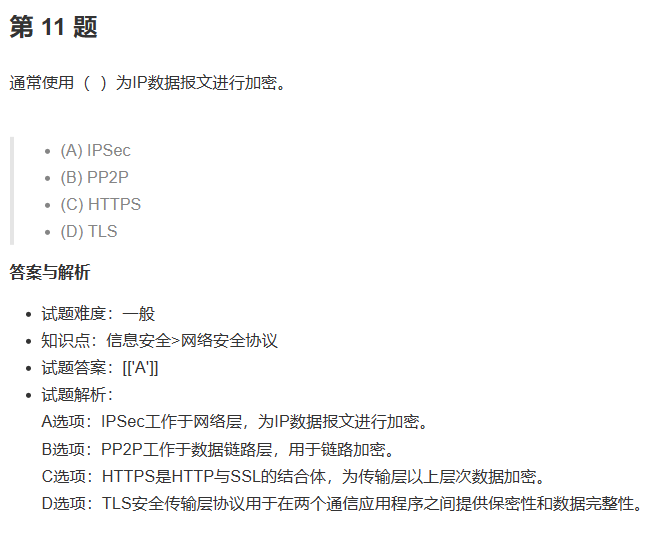 第 11 题
通常使用（ ）为IP数据报文进行加密。
(A) IPSec
(B) PP2P
(C) HTTPS
(D) TLS
答案与解析
试题难度：一般
知识点：信息安全>网络安全协议
试题答案：[['A']]
试题解析：
A选项：IPSec工作于网络层，为IP数据报文进行加密。
B选项：PP2P工作于数据链路层，用于链路加密。
C选项：HTTPS是HTTP与SSL的结合体，为传输层以上层次数据加密。
D选项：TLS安全传输层协议用于在两个通信应用程序之间提供保密性和数据完整性。